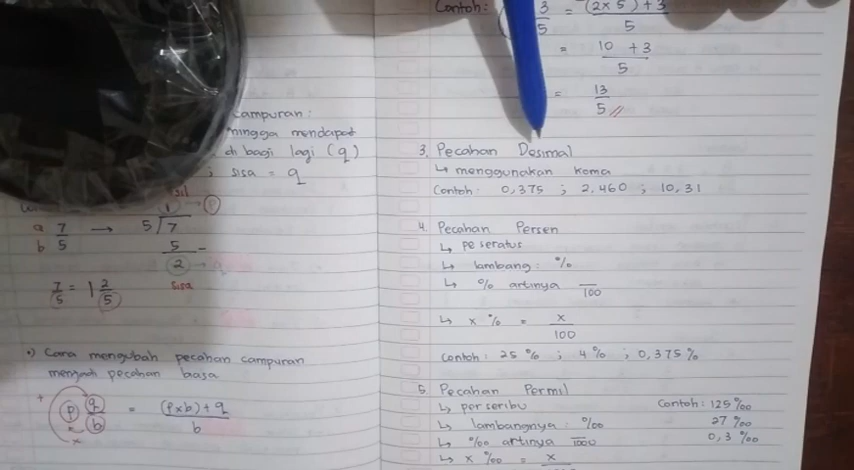 campuran :
hingga mendapat
di bagi lagi (q)
; sisa = q
a 7/5 → 5 / 7
b
5 -
2 → q
sisa
7/5 = 1 2/5
•) Cara mengubah pecahan campuran
menjadi pecahan biasa
+ p q/b = (p x b) + q / b
x
Contoh : 3/5 = (2 x 5) + 3 / 5
= 10 + 3 / 5
= 13/5 //
3. Pecahan Desimal
↳ menggunakan koma
Contoh : 0,375 ; 2,460 ; 10,31
4. Pecahan Persen
↳ perseratus
↳ lambang : %
↳ % artinya /100
↳ x % = x/100
Contoh : 25 % ; 4 % ; 0,375 %
5. Pecahan Permil
↳ perseribu Contoh : 125 ‰
↳ lambangnya : ‰ 27 ‰
↳ ‰ artinya /1000 0,3 ‰
↳ x ‰ = x